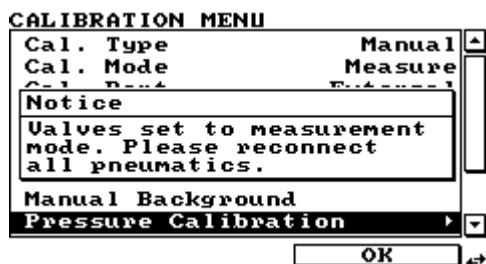 CALIBRATION MENU
Cal. Type Manual
Cal. Mode Measure
Cal.
Notice
Valves set to measurement
mode. Please reconnect
all pneumatics.
Manual Background
Pressure Calibration
OK